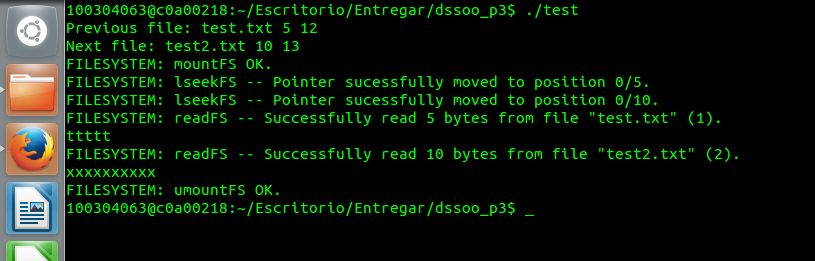 100304063@c0a00218:~/Escritorio/Entregar/dssoo_p3$ ./test
Previous file: test.txt 5 12
Next file: test2.txt 10 13
FILESYSTEM: mountFS OK.
FILESYSTEM: lseekFS -- Pointer sucessfully moved to position 0/5.
FILESYSTEM: lseekFS -- Pointer sucessfully moved to position 0/10.
FILESYSTEM: readFS -- Successfully read 5 bytes from file "test.txt" (1).
ttttt
FILESYSTEM: readFS -- Successfully read 10 bytes from file "test2.txt" (2).
xxxxxxxxxx
FILESYSTEM: umountFS OK.
100304063@c0a00218:~/Escritorio/Entregar/dssoo_p3$ _